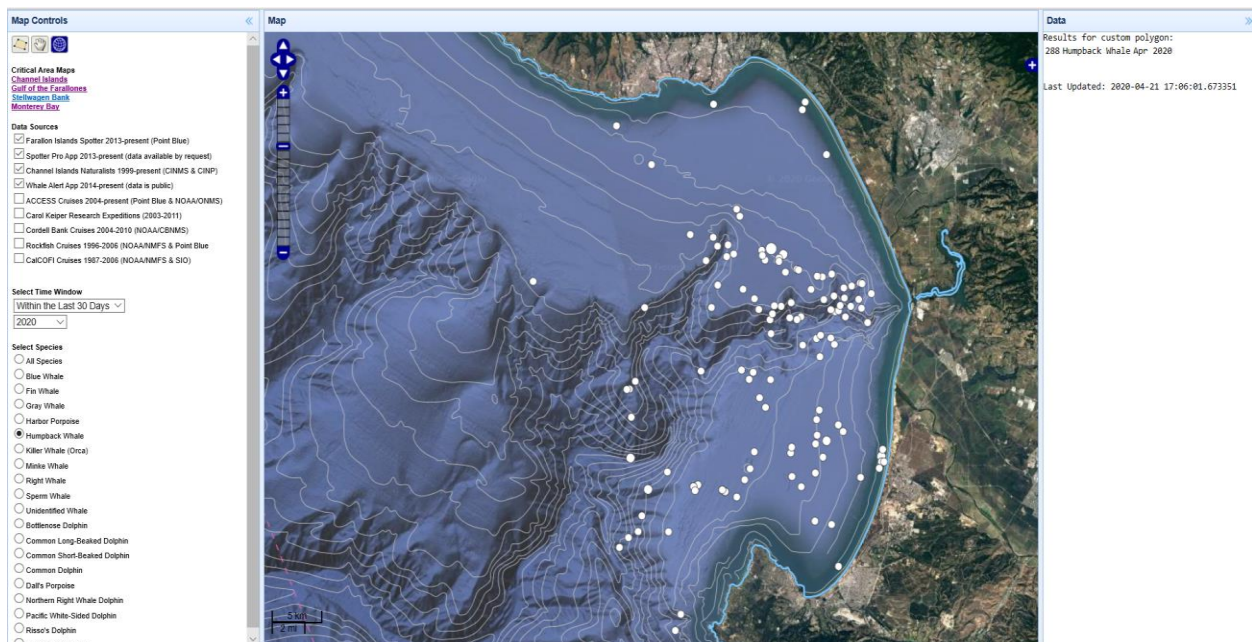 Map Controls
Critical Area Maps
Channel Islands
Gulf of the Farallones
Stellwagen Bank
Monterey Bay
Data Sources
Farallon Islands Spotter 2013-present (Point Blue)
Spotter Pro App 2013-present (data available by request)
Channel Islands Naturalists 1999-present (CINMS & CINP)
Whale Alert App 2014-present (data is public)
ACCESS Cruises 2004-present (Point Blue & NOAA/ONMS)
Carol Keiper Research Expeditions (2003-2011)
Cordell Bank Cruises 2004-2010 (NOAA/CBNMS)
Rockfish Cruises 1996-2006 (NOAA/NMFS & Point Blue
CalCOFI Cruises 1987-2006 (NOAA/NMFS & SIO)
Select Time Window
Within the Last 30 Days
2020
Select Species
All Species
Blue Whale
Fin Whale
Gray Whale
Harbor Porpoise
Humpback Whale
Killer Whale (Orca)
Minke Whale
Right Whale
Sperm Whale
Unidentified Whale
Bottlenose Dolphin
Common Long-Beaked Dolphin
Common Short-Beaked Dolphin
Common Dolphin
Dall's Porpoise
Northern Right Whale Dolphin
Pacific White-Sided Dolphin
Risso's Dolphin
Map
5 km
2 mi
Data
Results for custom polygon:
288 Humpback Whale Apr 2020
Last Updated: 2020-04-21 17:06:01.673351